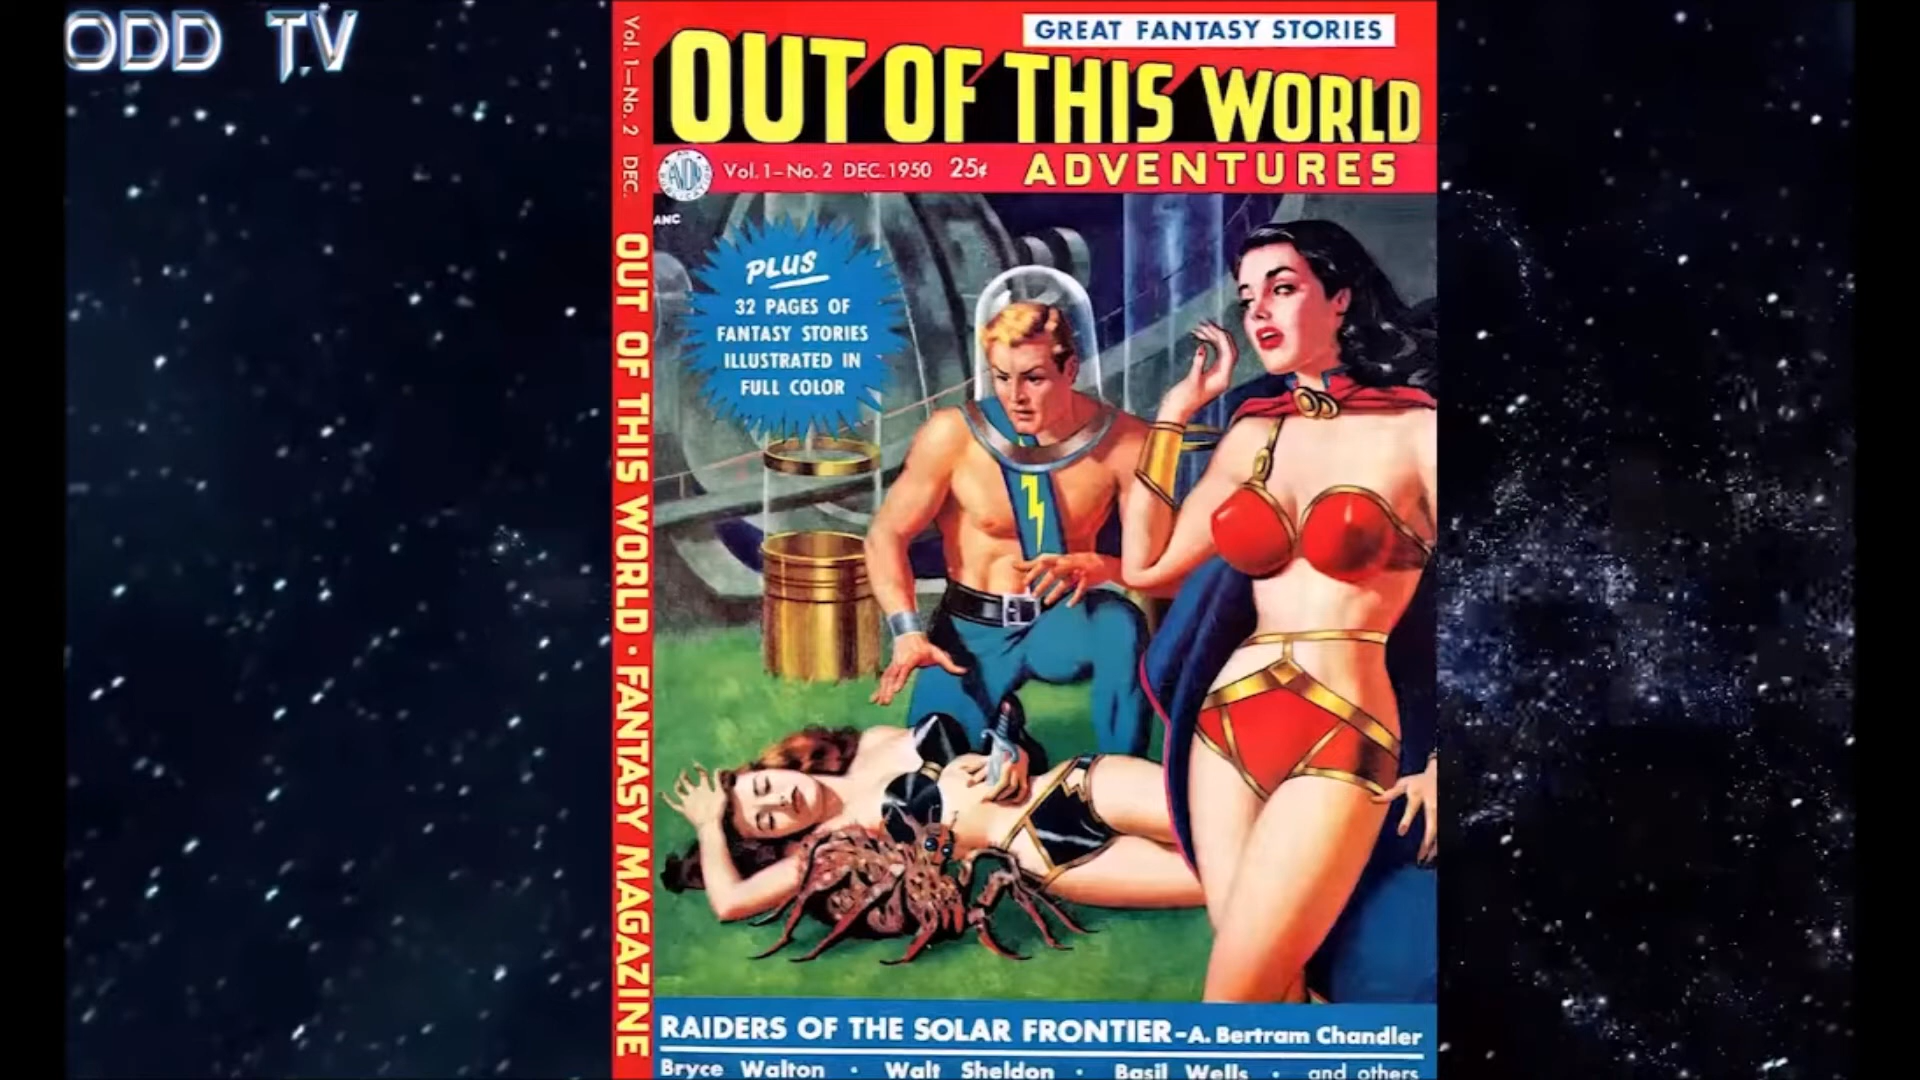 ODD TV
Vol. 1—No. 2 DEC. OUT OF THIS WORLD · FANTASY MAGAZINE
GREAT FANTASY STORIES
OUT OF THIS WORLD
ADVENTURES
AVON
Vol. 1—No. 2 DEC. 1950 25¢
ANC
PLUS
32 PAGES OF
FANTASY STORIES
ILLUSTRATED IN
FULL COLOR
RAIDERS OF THE SOLAR FRONTIER-A. Bertram Chandler
Bryce Walton · Walt Sheldon · Basil Wells · and others